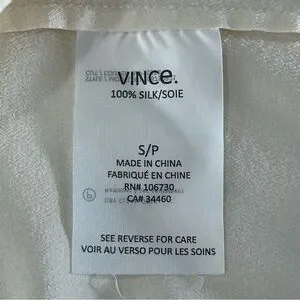 VINCE.
100% SILK/SOIE
S/P
MADE IN CHINA
FABRIQUÉ EN CHINE
RN# 106730
CA# 34460
SEE REVERSE FOR CARE
VOIR AU VERSO POUR LES SOINS